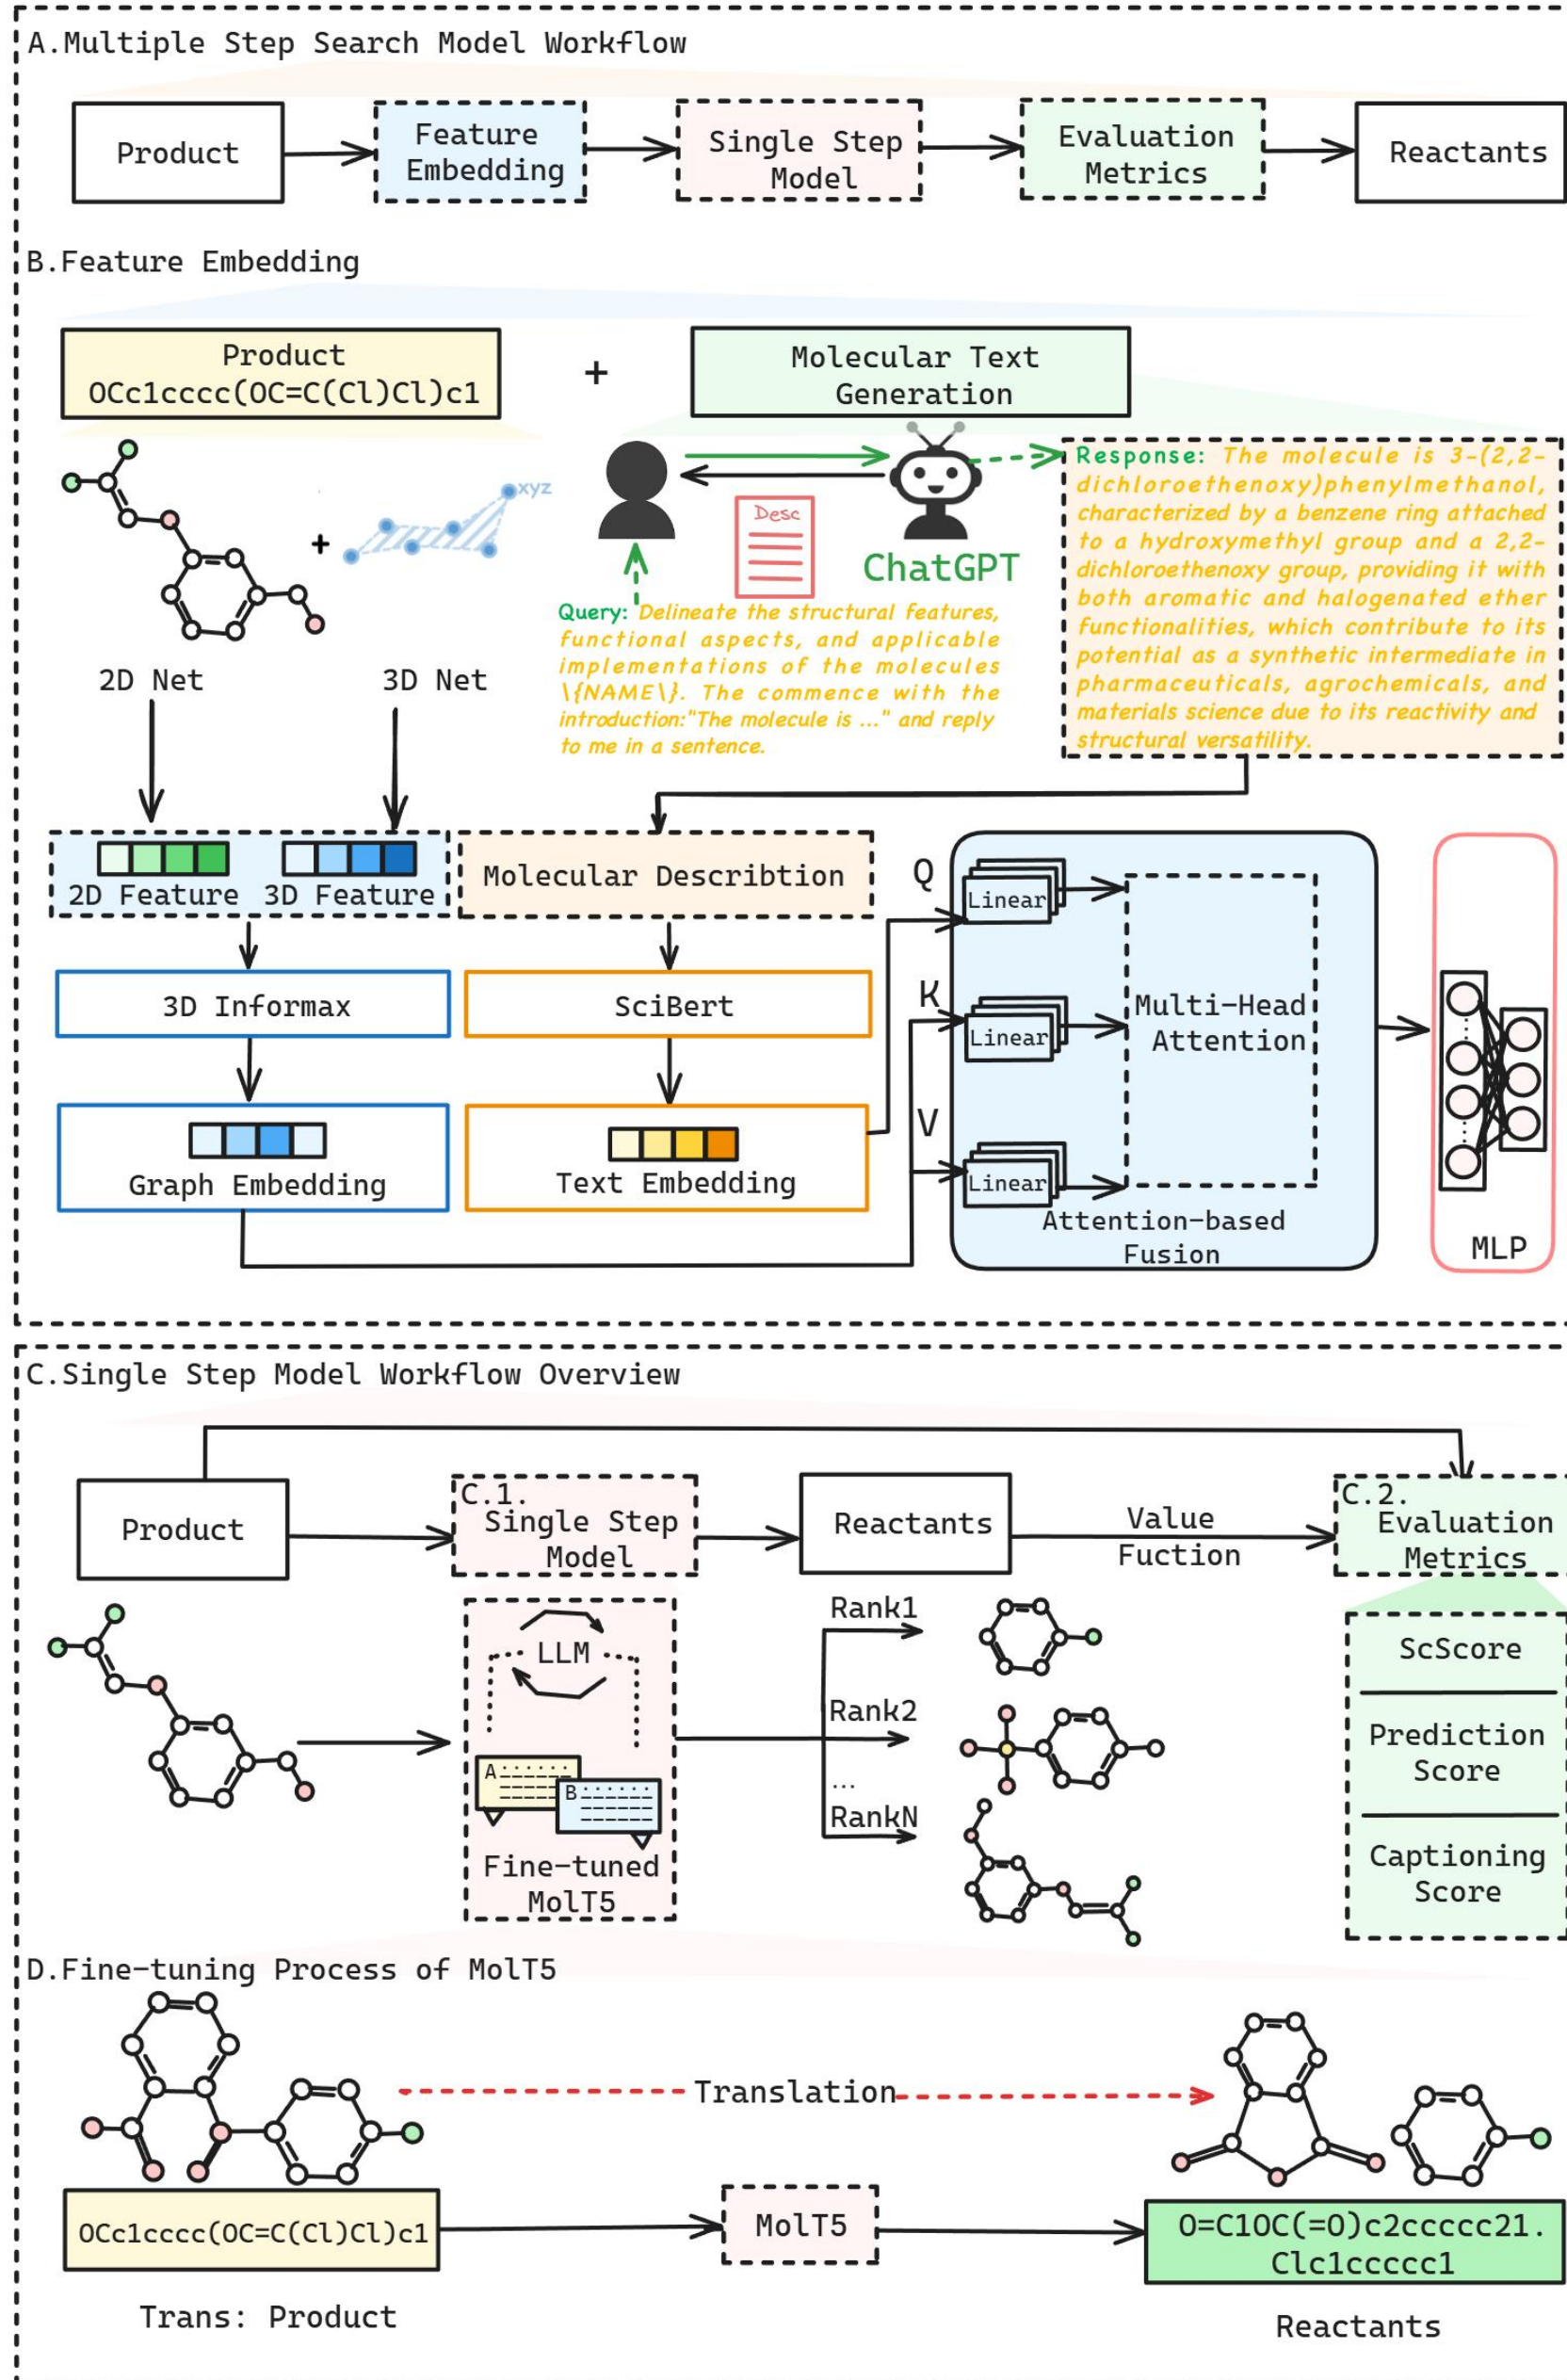 A.Multiple Step Search Model Workflow
Product
Feature
Embedding
Single Step
Model
Evaluation
Metrics
Reactants
B.Feature Embedding
Product
OCc1cccc(OC=C(Cl)Cl)c1
+
Molecular Text
Generation
xyz
+
Desc
ChatGPT
Query: Delineate the structural features,
functional aspects, and applicable
implementations of the molecules
\{NAME\}. The commence with the
introduction:"The molecule is ..." and reply
to me in a sentence.
Response: The molecule is 3-(2,2-
dichloroethenoxy)phenylmethanol,
characterized by a benzene ring attached
to a hydroxymethyl group and a 2,2-
dichloroethenoxy group, providing it with
both aromatic and halogenated ether
functionalities, which contribute to its
potential as a synthetic intermediate in
pharmaceuticals, agrochemicals, and
materials science due to its reactivity and
structural versatility.
2D Net
3D Net
2D Feature
3D Feature
Molecular Describtion
3D Informax
SciBert
Graph Embedding
Text Embedding
Q
Linear
K
Linear
V
Linear
Multi-Head
Attention
Attention-based
Fusion
MLP
C.Single Step Model Workflow Overview
Product
C.1.
Single Step
Model
Reactants
Value
Fuction
C.2.
Evaluation
Metrics
LLM
A
B
Fine-tuned
MolT5
Rank1
Rank2
...
RankN
ScScore
Prediction
Score
Captioning
Score
D.Fine-tuning Process of MolT5
Translation
OCc1cccc(OC=C(Cl)Cl)c1
MolT5
O=C1OC(=O)c2ccccc21.
Clc1ccccc1
Trans: Product
Reactants